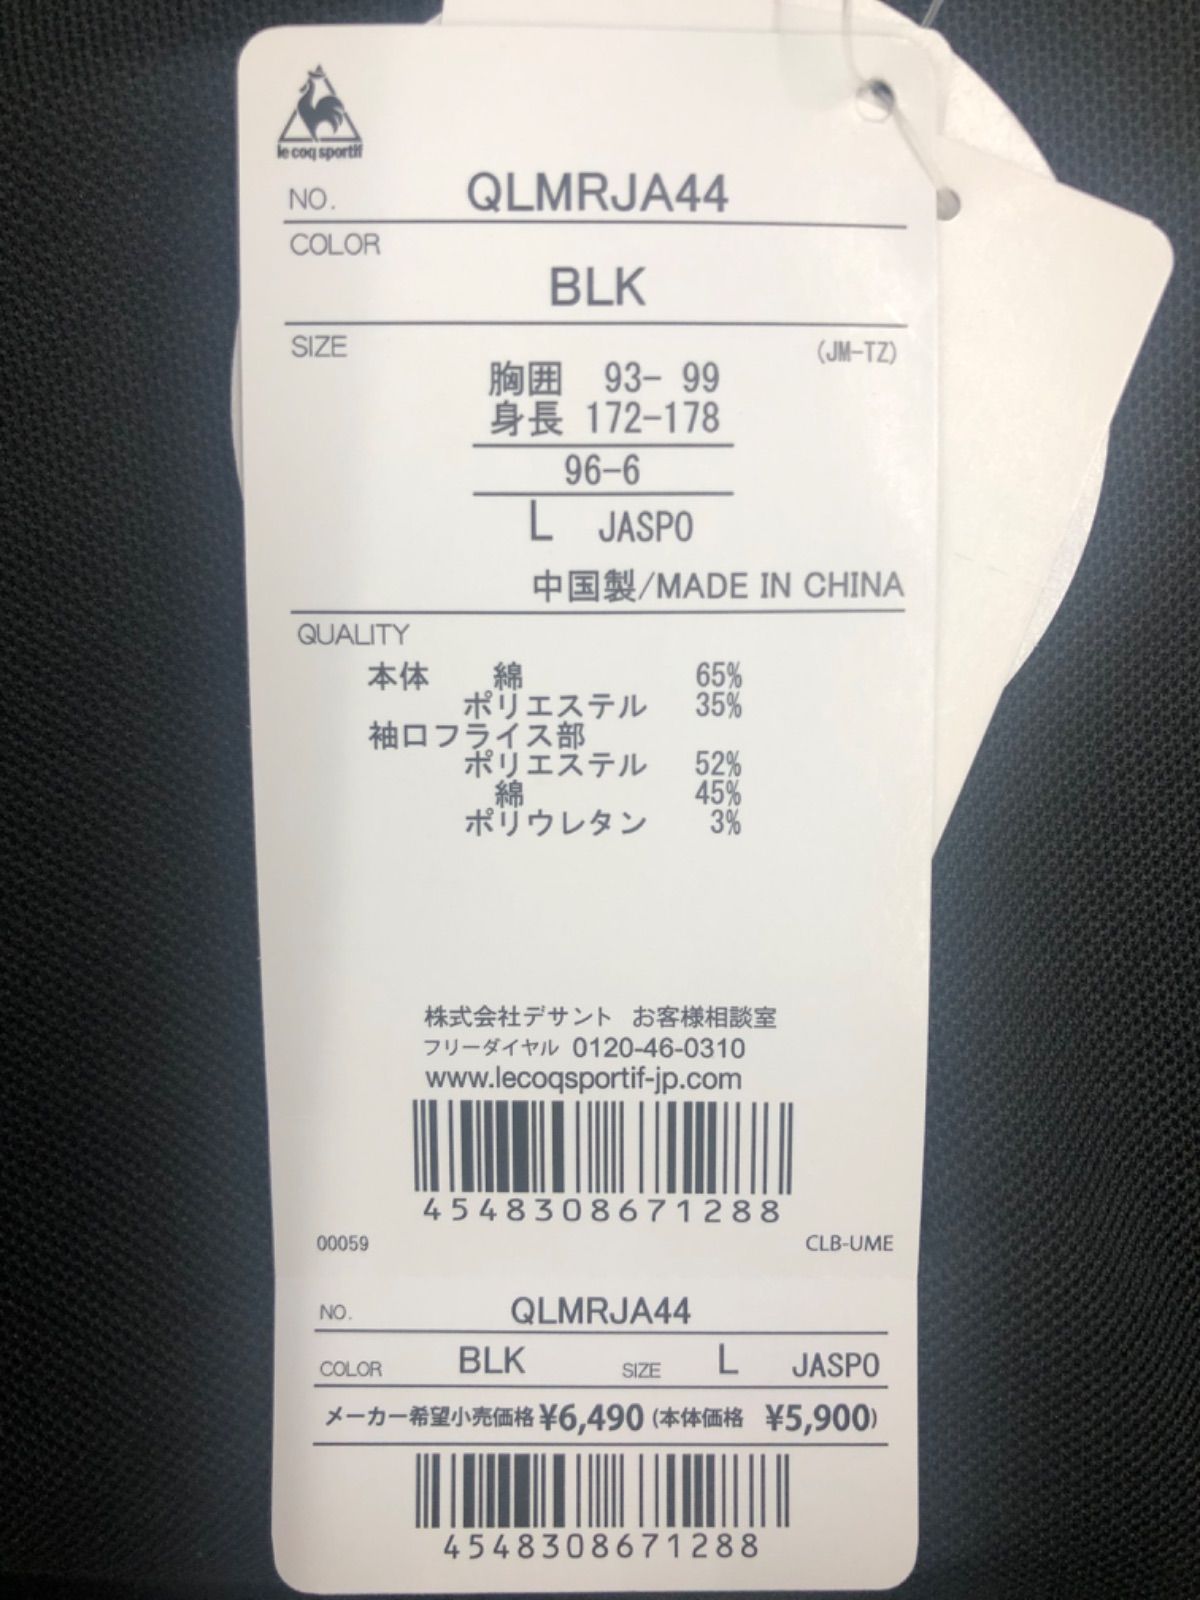 le coq sportif
NO. QLMRJA44
COLOR
BLK
SIZE (JM-TZ)
胸囲 93- 99
身長 172-178
96-6
L JASPO
中国製/MADE IN CHINA
QUALITY
本体 綿 65%
ポリエステル 35%
袖口フライス部
ポリエステル 52%
綿 45%
ポリウレタン 3%
株式会社デサント お客様相談室
フリーダイヤル 0120-46-0310
www.lecoqsportif-jp.com
4548308671288
00059 CLB-UME
NO. QLMRJA44
COLOR BLK SIZE L JASPO
メーカー希望小売価格 ¥6,490 (本体価格 ¥5,900)
4548308671288